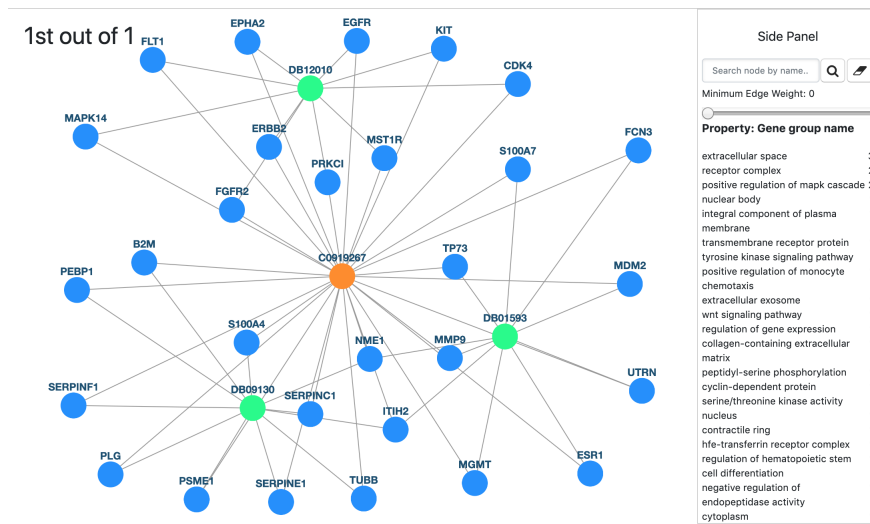 1st out of 1
EPHA2
EGFR
KIT
FLT1
DB12010
CDK4
MAPK14
ERBB2
MST1R
FCN3
S100A7
PRKCI
FGFR2
B2M
C0919267
TP73
PEBP1
MDM2
S100A4
DB01593
NME1
MMP9
UTRN
SERPINF1
DB09130
SERPINC1
ITIH2
PLG
MGMT
ESR1
PSME1
SERPINE1
TUBB
Side Panel
Search node by name..
Minimum Edge Weight: 0
Property: Gene group name
extracellular space
receptor complex
positive regulation of mapk cascade
nuclear body
integral component of plasma
membrane
transmembrane receptor protein
tyrosine kinase signaling pathway
positive regulation of monocyte
chemotaxis
extracellular exosome
wnt signaling pathway
regulation of gene expression
collagen-containing extracellular
matrix
peptidyl-serine phosphorylation
cyclin-dependent protein
serine/threonine kinase activity
nucleus
contractile ring
hfe-transferrin receptor complex
regulation of hematopoietic stem
cell differentiation
negative regulation of
endopeptidase activity
cytoplasm